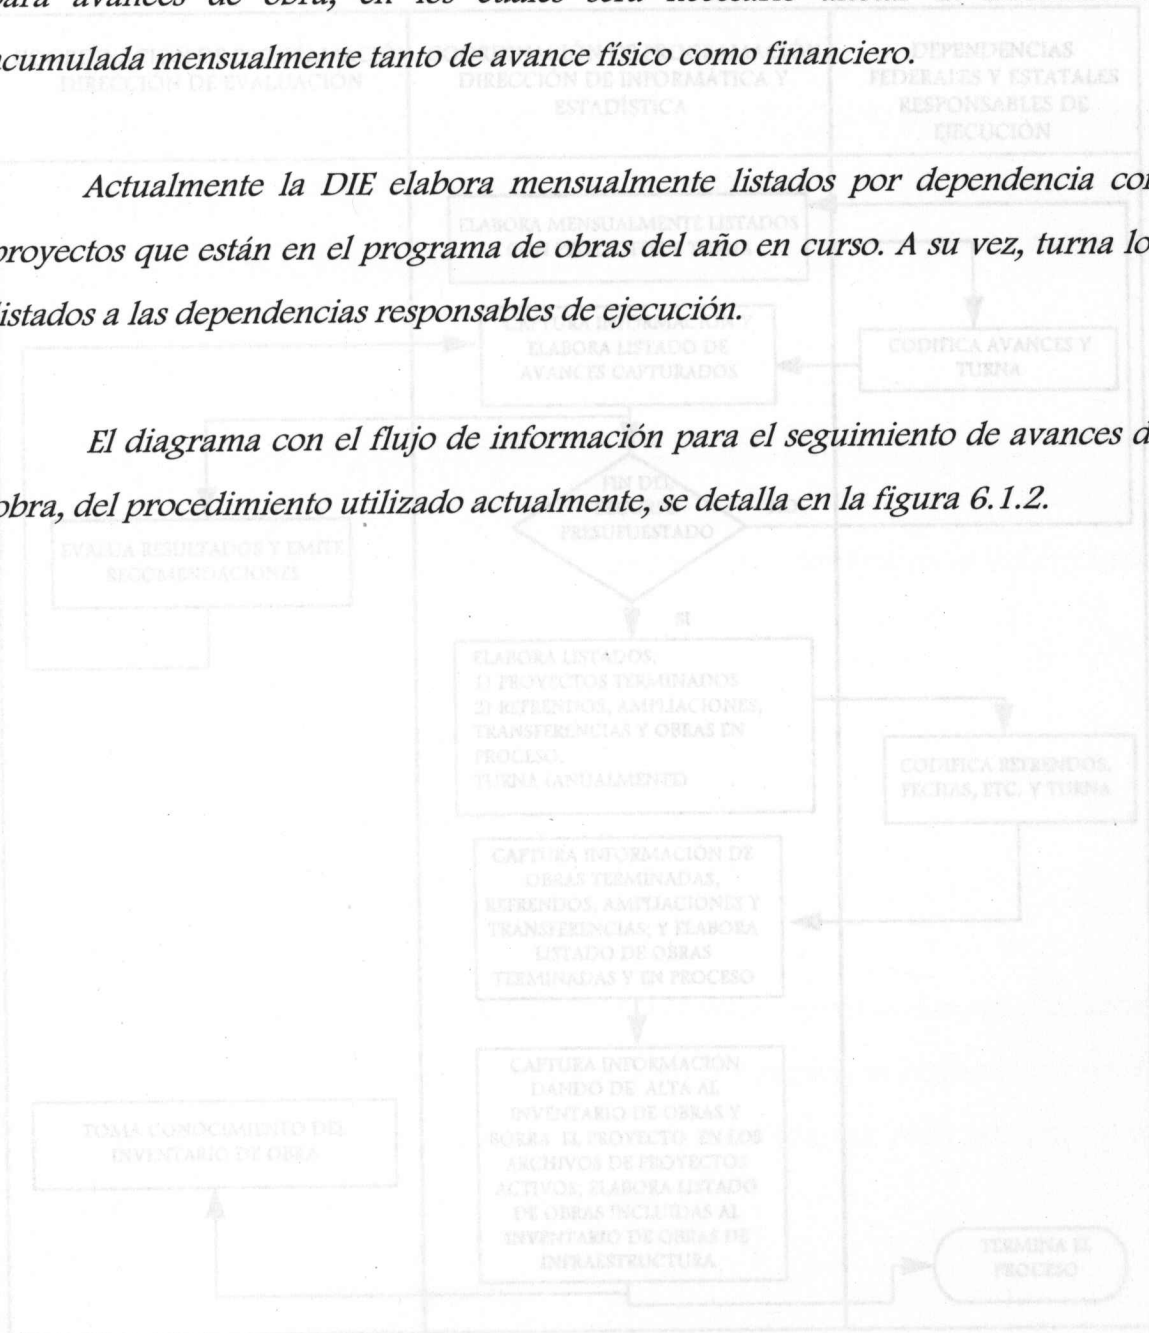 para avances de obra, en los cuales será necesario
acumulada mensualmente tanto de avance físico como financiero.
DIRECCIÓN DE EVALUACIÓN
DIRECCIÓN DE INFORMÁTICA Y
ESTADÍSTICA
DEPENDENCIAS
FEDERALES Y ESTATALES
RESPONSABLES DE
EJECUCIÓN
Actualmente la DIE elabora mensualmente listados por dependencia con
proyectos que están en el programa de obras del año en curso. A su vez, turna lo
listados a las dependencias responsables de ejecución.
El diagrama con el flujo de información para el seguimiento de avances d
obra, del procedimiento utilizado actualmente, se detalla en la figura 6.1.2.
ELABORA MENSUALMENTE LISTADOS
CAPTURA INFORMACIÓN Y
ELABORA LISTADO DE
AVANCES CAPTURADOS
CODIFICA AVANCES Y
TURNA
FIN DEL
PRESUPUESTADO
EVALUA RESULTADOS Y EMITE
RECOMENDACIONES
SI
ELABORA LISTADOS:
1) PROYECTOS TERMINADOS
2) REFRENDOS, AMPLIACIONES,
TRANSFERENCIAS Y OBRAS EN
PROCESO.
TURNA (ANUALMENTE)
CODIFICA REFRENDOS,
FECHAS, ETC. Y TURNA
CAPTURA INFORMACIÓN DE
OBRAS TERMINADAS,
REFRENDOS, AMPLIACIONES Y
TRANSFERENCIAS; Y ELABORA
LISTADO DE OBRAS
TERMINADAS Y EN PROCESO
CAPTURA INFORMACIÓN
DANDO DE ALTA AL
INVENTARIO DE OBRAS Y
BORRA EL PROYECTO EN LOS
ARCHIVOS DE PROYECTOS
ACTIVOS; ELABORA LISTADO
DE OBRAS INCLUIDAS AL
INVENTARIO DE OBRAS DE
INFRAESTRUCTURA
TOMA CONOCIMIENTO DEL
INVENTARIO DE OBRA
TERMINA EL
PROCESO